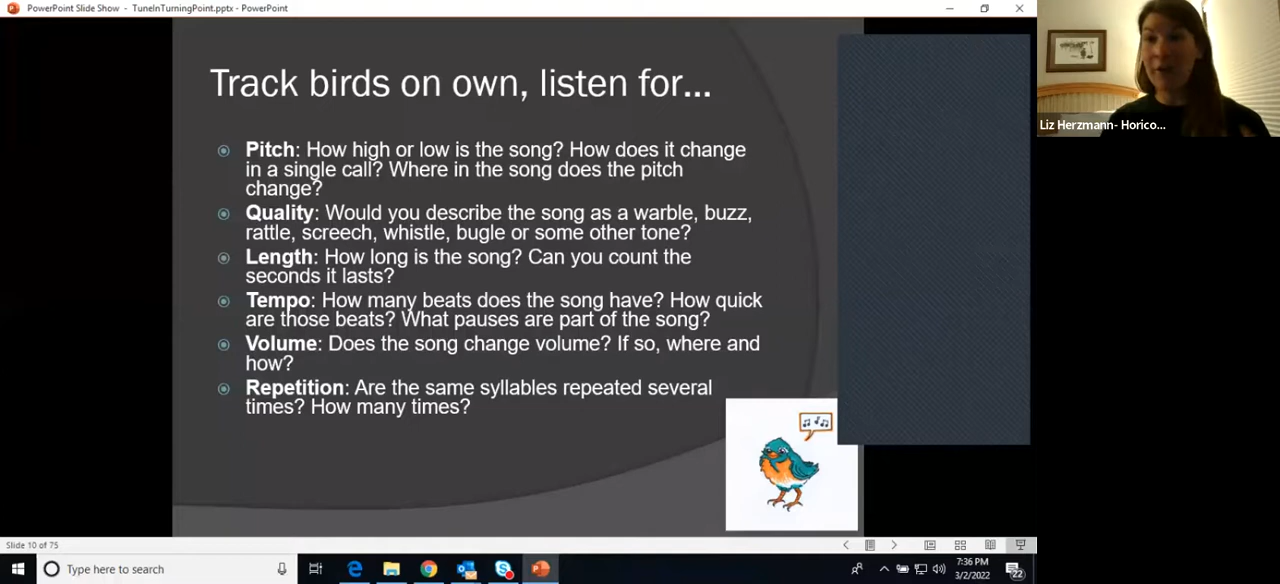 PowerPoint Slide Show - TuneInTurningPoint.pptx - PowerPoint
Track birds on own, listen for...
Pitch: How high or low is the song? How does it change
in a single call? Where in the song does the pitch
change?
Quality: Would you describe the song as a warble, buzz,
rattle, screech, whistle, bugle or some other tone?
Length: How long is the song? Can you count the
seconds it lasts?
Tempo: How many beats does the song have? How quick
are those beats? What pauses are part of the song?
Volume: Does the song change volume? If so, where and
how?
Repetition: Are the same syllables repeated several
times? How many times?
Liz Herzmann- Horico...
Slide 10 of 75
Type here to search
7:36 PM
3/2/2022
22